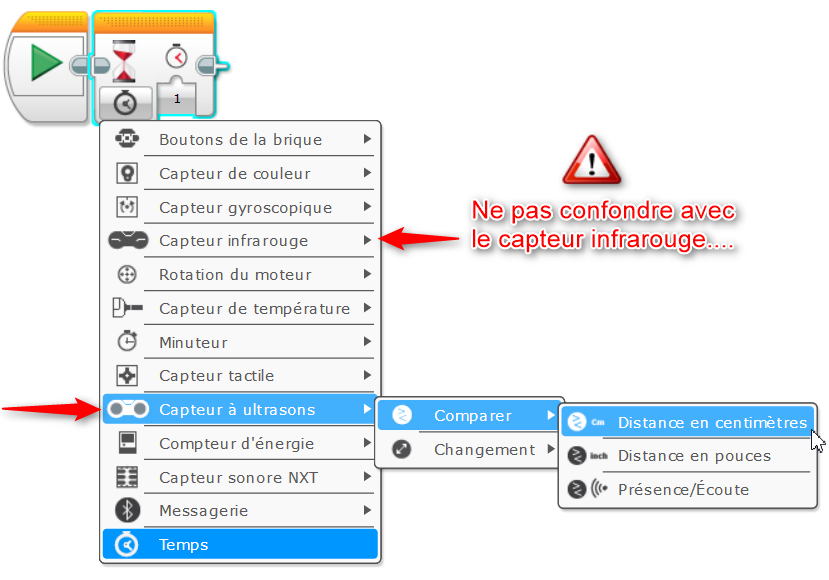 1
Boutons de la brique
Capteur de couleur
Capteur gyroscopique
Capteur infrarouge
Rotation du moteur
Capteur de température
Minuteur
Capteur tactile
Capteur à ultrasons
Compteur d'énergie
Capteur sonore NXT
Messagerie
Temps
Ne pas confondre avec
le capteur infrarouge....
Comparer
Changement
Cm Distance en centimètres
inch Distance en pouces
Présence/Écoute